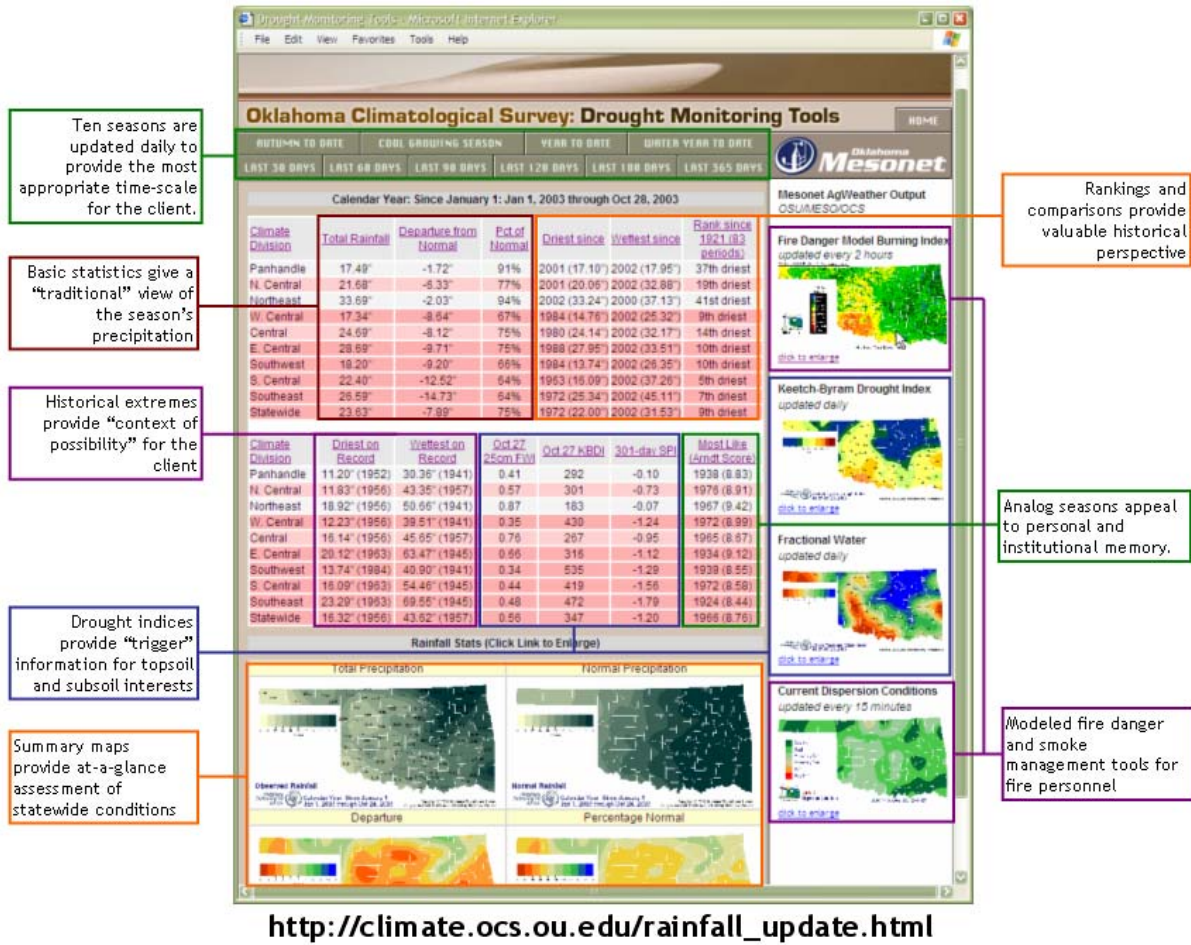 Drought Monitoring Tools - Microsoft Internet Explorer
File Edit View Favorites Tools Help
Oklahoma Climatological Survey: Drought Monitoring Tools
HOME
AUTUMN TO DATE COOL GROWING SEASON YEAR TO DATE WATER YEAR TO DATE
LAST 30 DAYS LAST 60 DAYS LAST 90 DAYS LAST 120 DAYS LAST 180 DAYS LAST 365 DAYS
Oklahoma
Mesonet
Ten seasons are
updated daily to
provide the most
appropriate time-scale
for the client.
Basic statistics give a
“traditional” view of
the season's
precipitation
Historical extremes
provide “context of
possibility” for the
client
Drought indices
provide “trigger”
information for topsoil
and subsoil interests
Summary maps
provide at-a-glance
assessment of
statewide conditions
Calendar Year: Since January 1: Jan 1, 2003 through Oct 28, 2003
Climate Division Total Rainfall Departure from Normal Pct of Normal Driest since Wettest since Rank since 1921 (83 periods)
Panhandle 17.49" -1.72" 91% 2001 (17.10") 2002 (17.95") 37th driest
N. Central 21.68" -6.33" 77% 2001 (20.06") 2002 (32.88") 19th driest
Northeast 33.69" -2.03" 94% 2002 (33.24") 2000 (37.13") 41st driest
W. Central 17.34" -8.64" 67% 1984 (14.76") 2002 (25.32") 9th driest
Central 24.69" -8.12" 75% 1980 (24.14") 2002 (32.17") 14th driest
E. Central 28.69" -9.71" 75% 1988 (27.95") 2002 (33.51") 10th driest
Southwest 18.20" -9.20" 66% 1984 (13.74") 2002 (26.35") 10th driest
S. Central 22.40" -12.52" 64% 1963 (16.09") 2002 (37.26") 5th driest
Southeast 26.59" -14.73" 64% 1972 (25.34") 2002 (45.11") 7th driest
Statewide 23.63" -7.89" 75% 1972 (22.00") 2002 (31.53") 9th driest
Climate Division Driest on Record Wettest on Record Oct 27 25cm FWI Oct 27 KBDI 301-day SPI Most Like (Arndt Score)
Panhandle 11.20" (1952) 30.36" (1941) 0.41 292 -0.10 1938 (8.83)
N. Central 11.83" (1956) 43.35" (1957) 0.57 301 -0.73 1976 (8.91)
Northeast 18.92" (1956) 50.66" (1941) 0.87 183 -0.07 1967 (9.42)
W. Central 12.23" (1956) 39.51" (1941) 0.35 430 -1.24 1972 (8.99)
Central 16.14" (1956) 45.65" (1957) 0.76 267 -0.95 1965 (8.67)
E. Central 20.12" (1963) 63.47" (1945) 0.66 316 -1.12 1934 (9.12)
Southwest 13.74" (1984) 40.90" (1941) 0.34 535 -1.29 1939 (8.55)
S. Central 16.09" (1963) 54.46" (1945) 0.44 419 -1.56 1972 (8.58)
Southeast 23.29" (1963) 69.55" (1945) 0.48 472 -1.79 1924 (8.44)
Statewide 16.32" (1956) 43.62" (1957) 0.56 347 -1.20 1966 (8.76)
Rainfall Stats (Click Link to Enlarge)
Total Precipitation Normal Precipitation
Observed Rainfall
Calendar Year: Since January 1
Jan 1, 2003 through Oct 28, 2003
Normal Rainfall
Calendar Year: Since January 1
Jan 1, 2003 through Oct 28, 2003
Departure Percentage Normal
Mesonet AgWeather Output
OSU/MESO/OCS
Fire Danger Model Burning Index
updated every 2 hours
click to enlarge
Keetch-Byram Drought Index
updated daily
click to enlarge
Fractional Water
updated daily
click to enlarge
Current Dispersion Conditions
updated every 15 minutes
click to enlarge
Rankings and
comparisons provide
valuable historical
perspective
Analog seasons appeal
to personal and
institutional memory.
Modeled fire danger
and smoke
management tools for
fire personnel
http://climate.ocs.ou.edu/rainfall_update.html